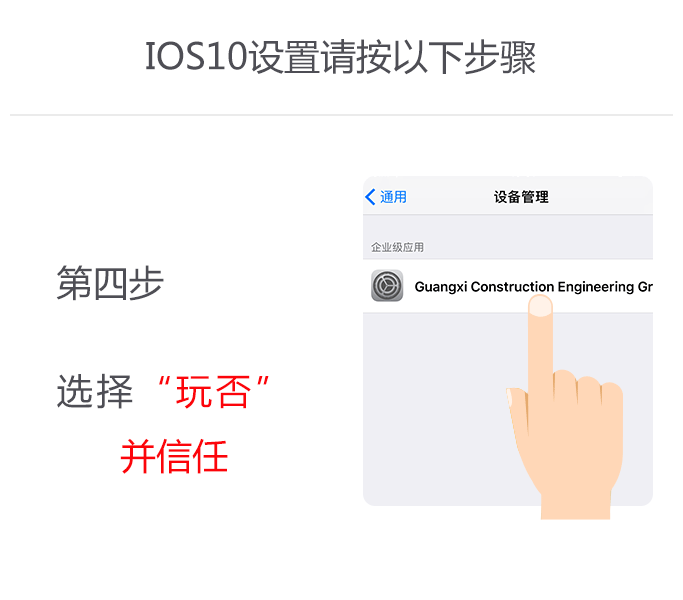 IOS10设置请按以下步骤
通用
设备管理
企业级应用
Guangxi Construction Engineering Gr
第四步
选择“玩否”
并信任